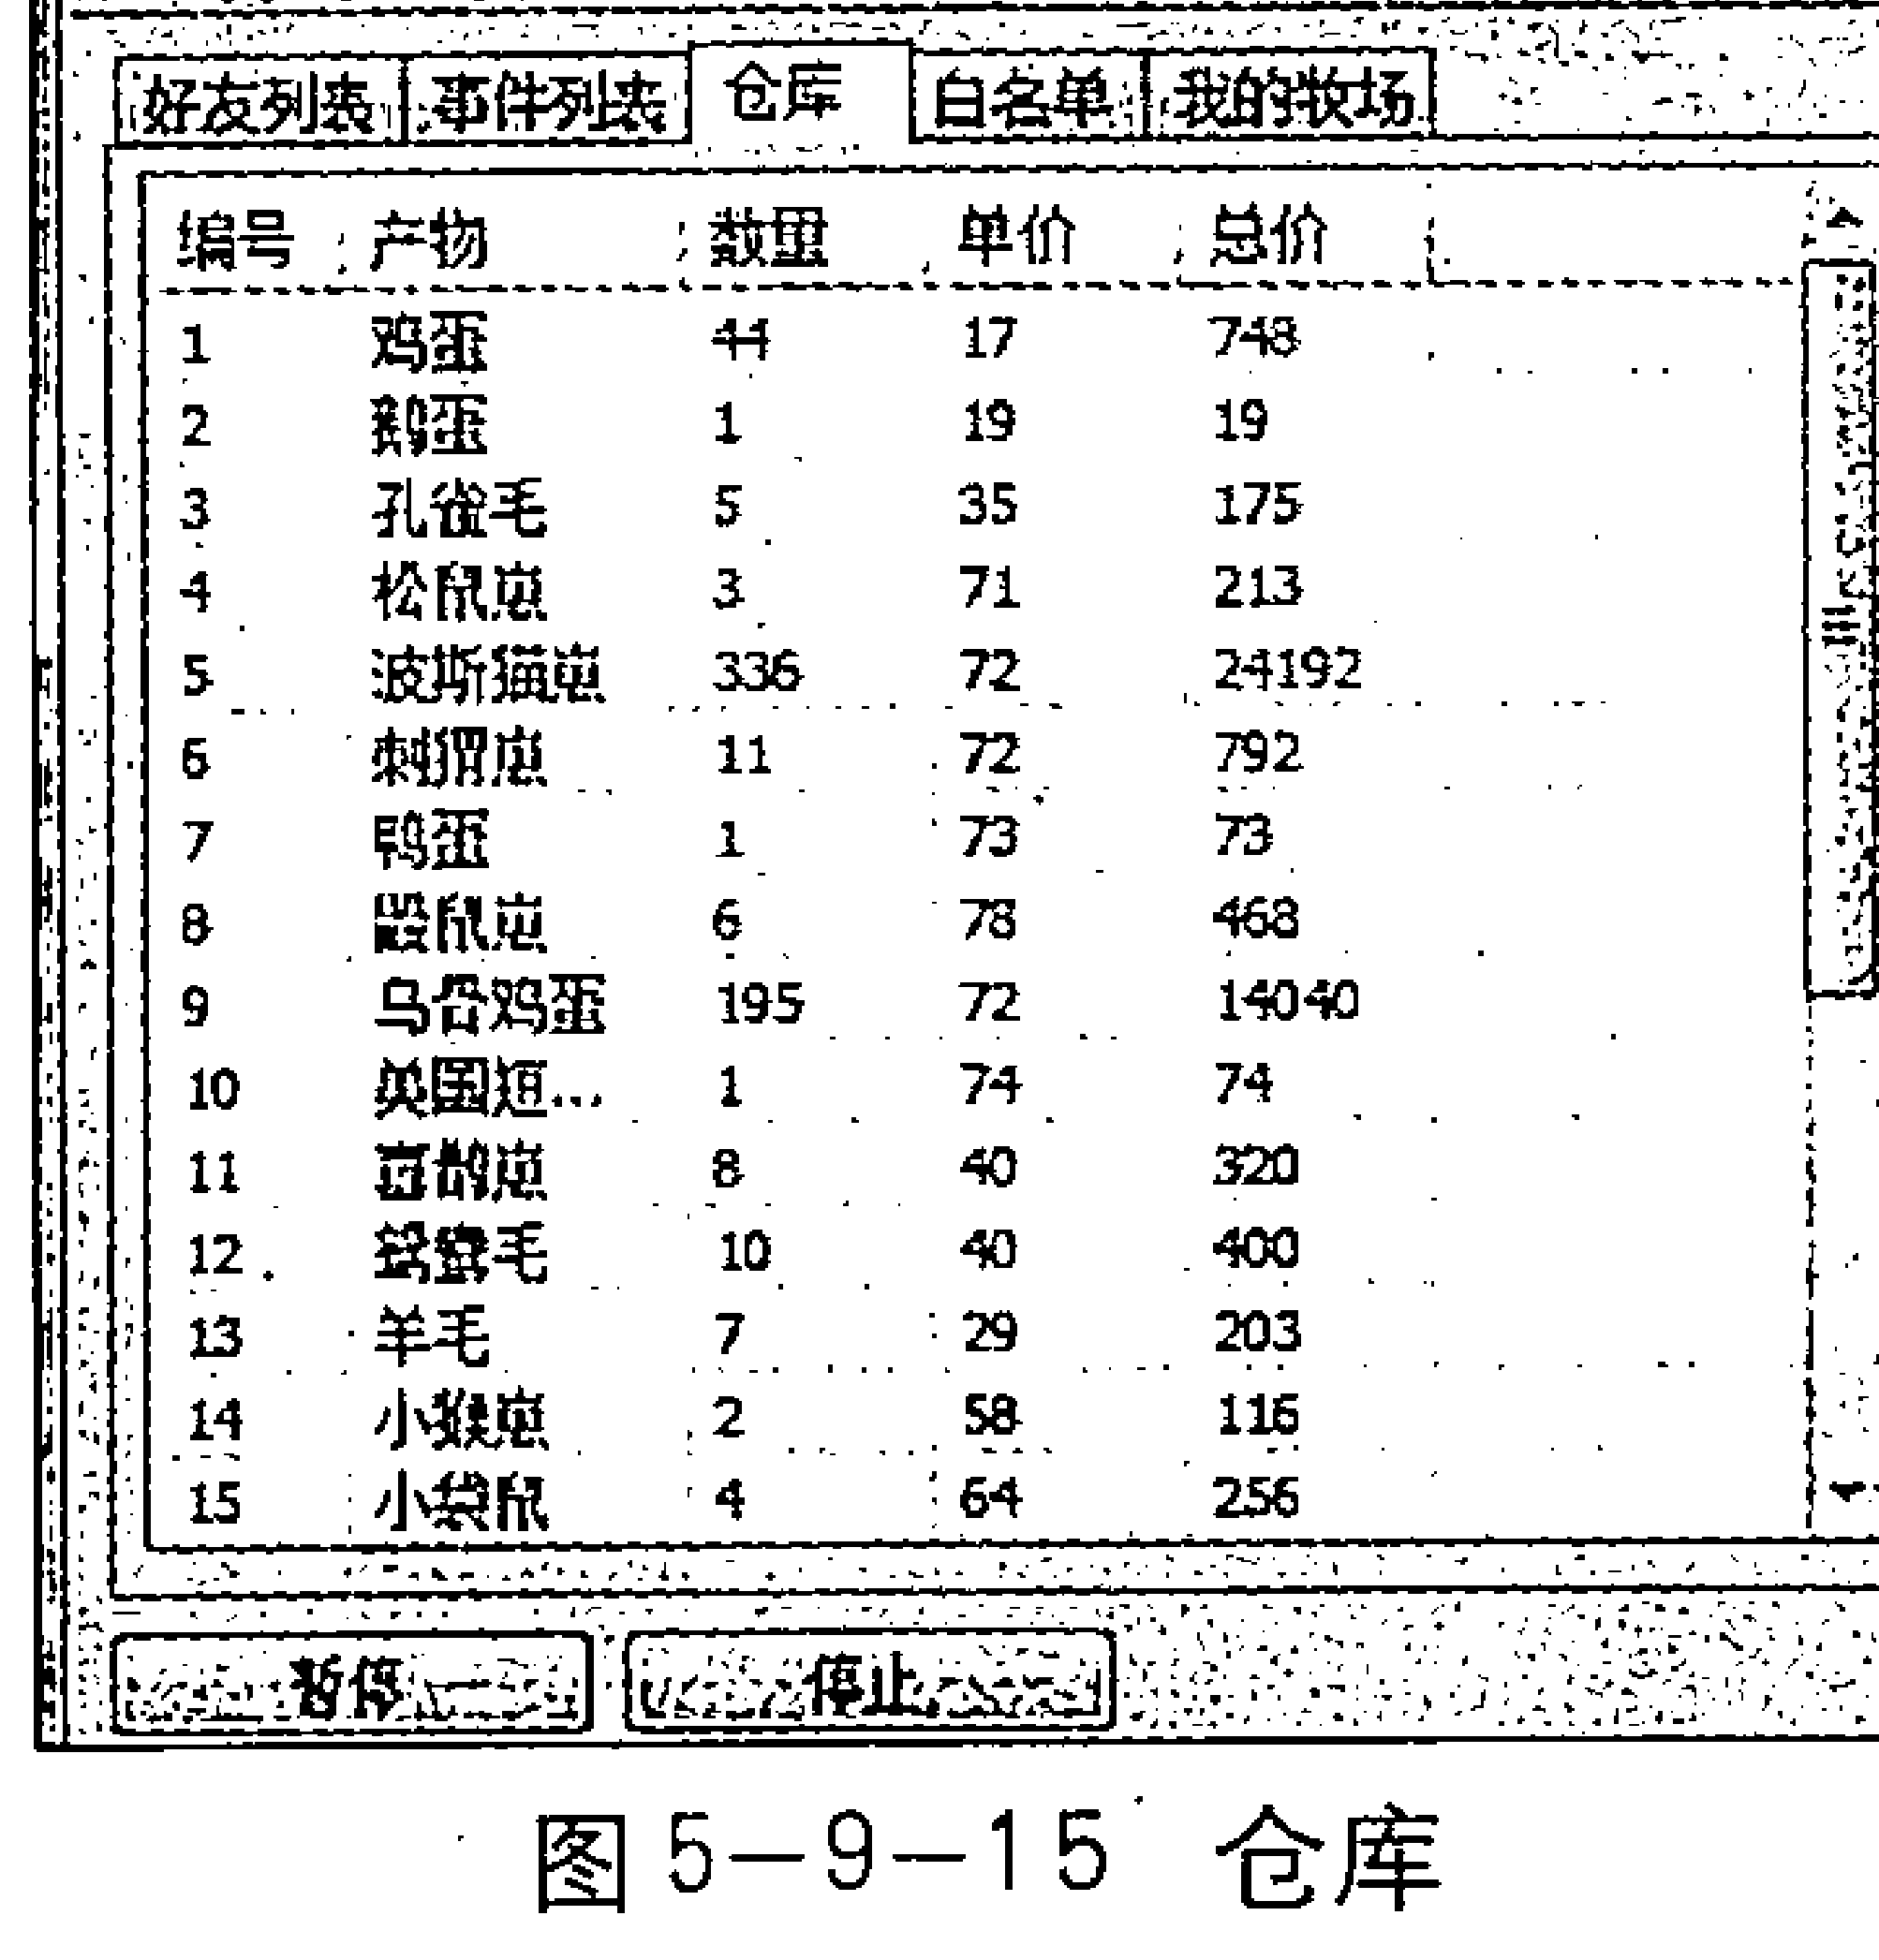 好友列表 事件列表 仓库 白名单 我的牧场
编号 产物 数量 单价 总价
1 鸡蛋 44 17 748
2 鹅蛋 1 19 19
3 孔雀毛 5 35 175
4 松鼠崽 3 71 213
5 波斯猫崽 336 72 24192
6 刺猬崽 11 72 792
7 鸭蛋 1 73 73
8 鼹鼠崽 6 78 468
9 乌骨鸡蛋 195 72 14040
10 英国短... 1 74 74
11 喜鹊崽 8 40 320
12 鸳鸯毛 10 40 400
13 羊毛 7 29 203
14 小猴崽 2 58 116
15 小袋鼠 4 64 256
暂停 停止
图5-9-15 仓库